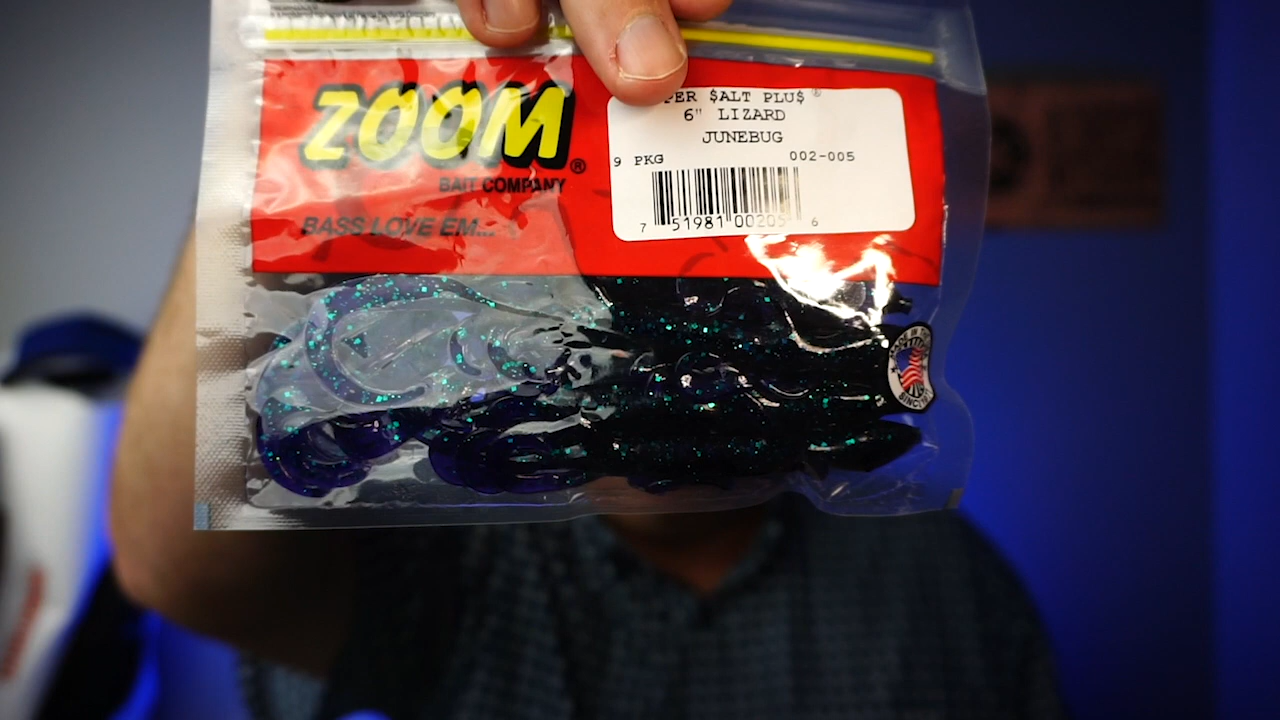 ZOOM®
BAIT COMPANY
BASS LOVE EM...
PER $ALT PLU$®
6" LIZARD
JUNEBUG
9 PKG 002-005
7 51981 00205 6